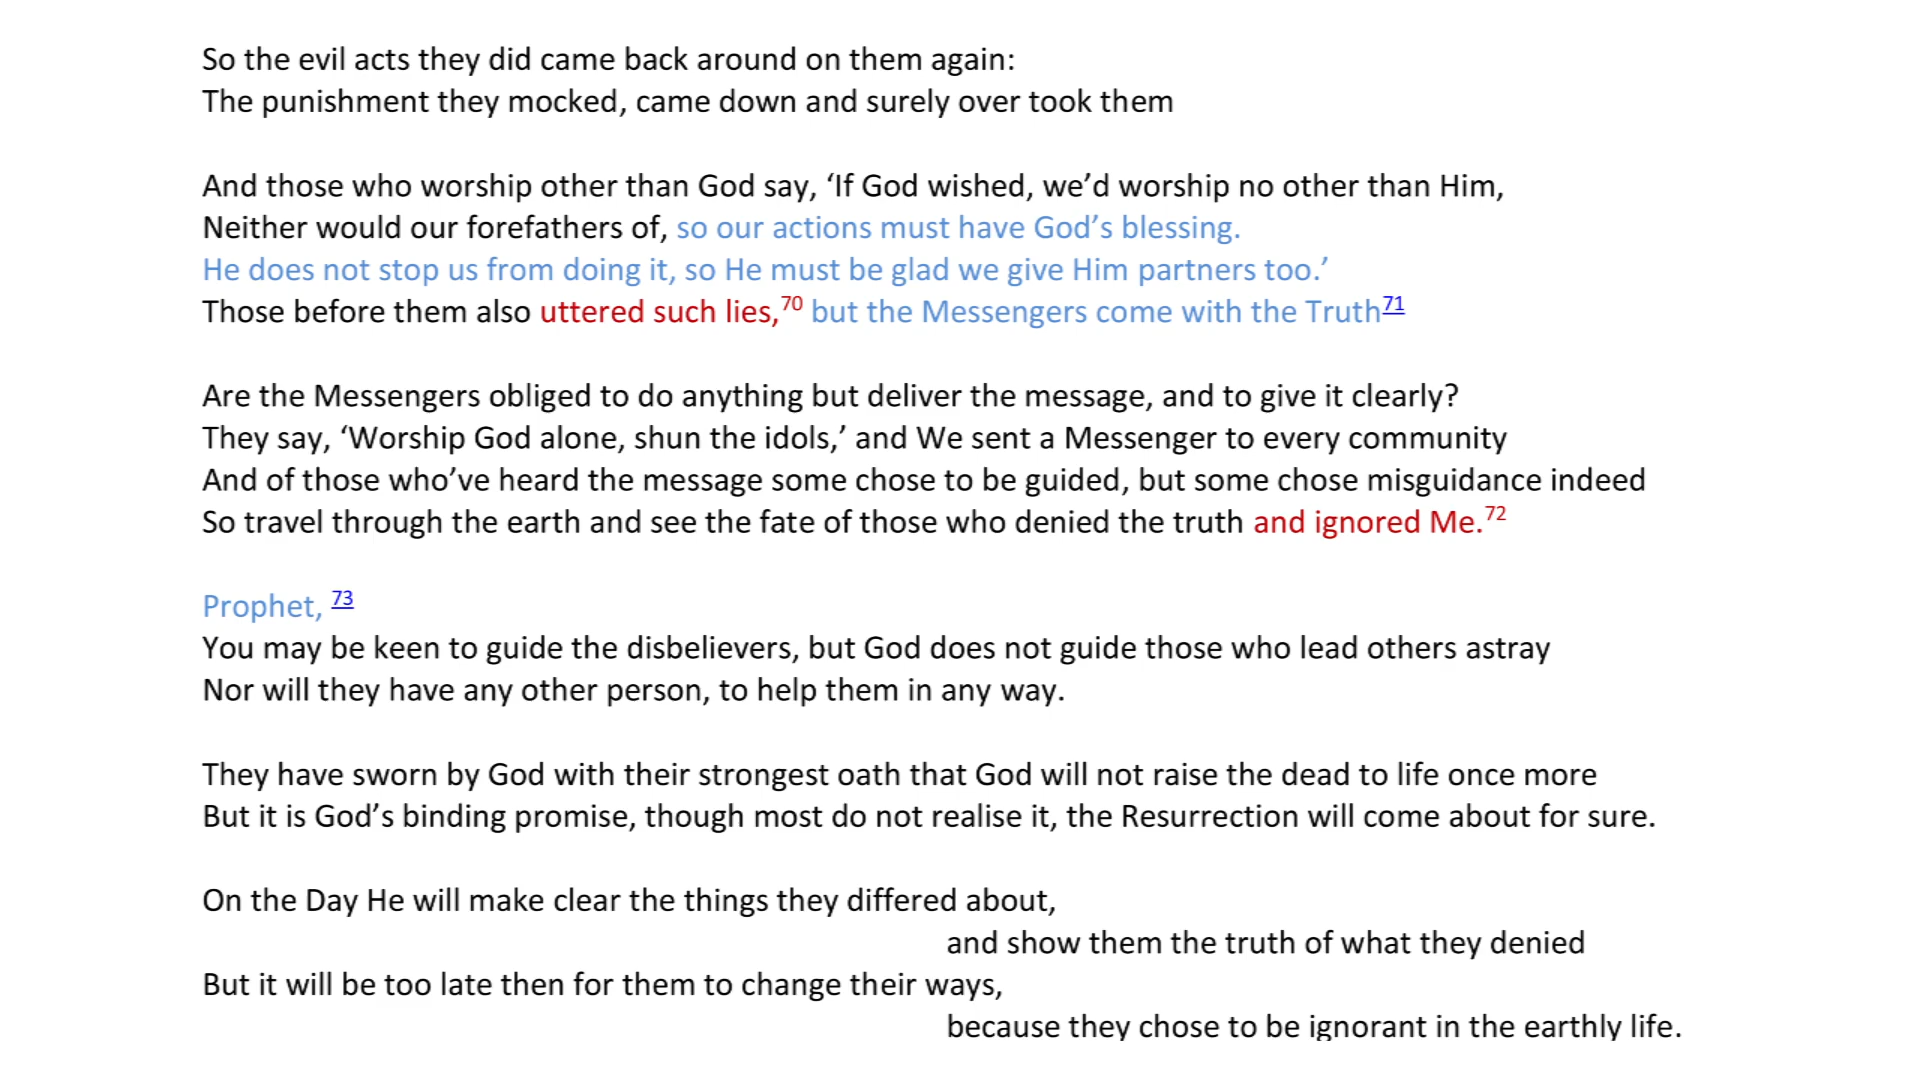 So the evil acts they did came back around on them again:
The punishment they mocked, came down and surely over took them
And those who worship other than God say, ‘If God wished, we’d worship no other than Him,
Neither would our forefathers of, so our actions must have God’s blessing.
He does not stop us from doing it, so He must be glad we give Him partners too.’
Those before them also uttered such lies,70 but the Messengers come with the Truth71
Are the Messengers obliged to do anything but deliver the message, and to give it clearly?
They say, ‘Worship God alone, shun the idols,’ and We sent a Messenger to every community
And of those who’ve heard the message some chose to be guided, but some chose misguidance indeed
So travel through the earth and see the fate of those who denied the truth and ignored Me.72
Prophet, 73
You may be keen to guide the disbelievers, but God does not guide those who lead others astray
Nor will they have any other person, to help them in any way.
They have sworn by God with their strongest oath that God will not raise the dead to life once more
But it is God’s binding promise, though most do not realise it, the Resurrection will come about for sure.
On the Day He will make clear the things they differed about,
and show them the truth of what they denied
But it will be too late then for them to change their ways,
because they chose to be ignorant in the earthly life.